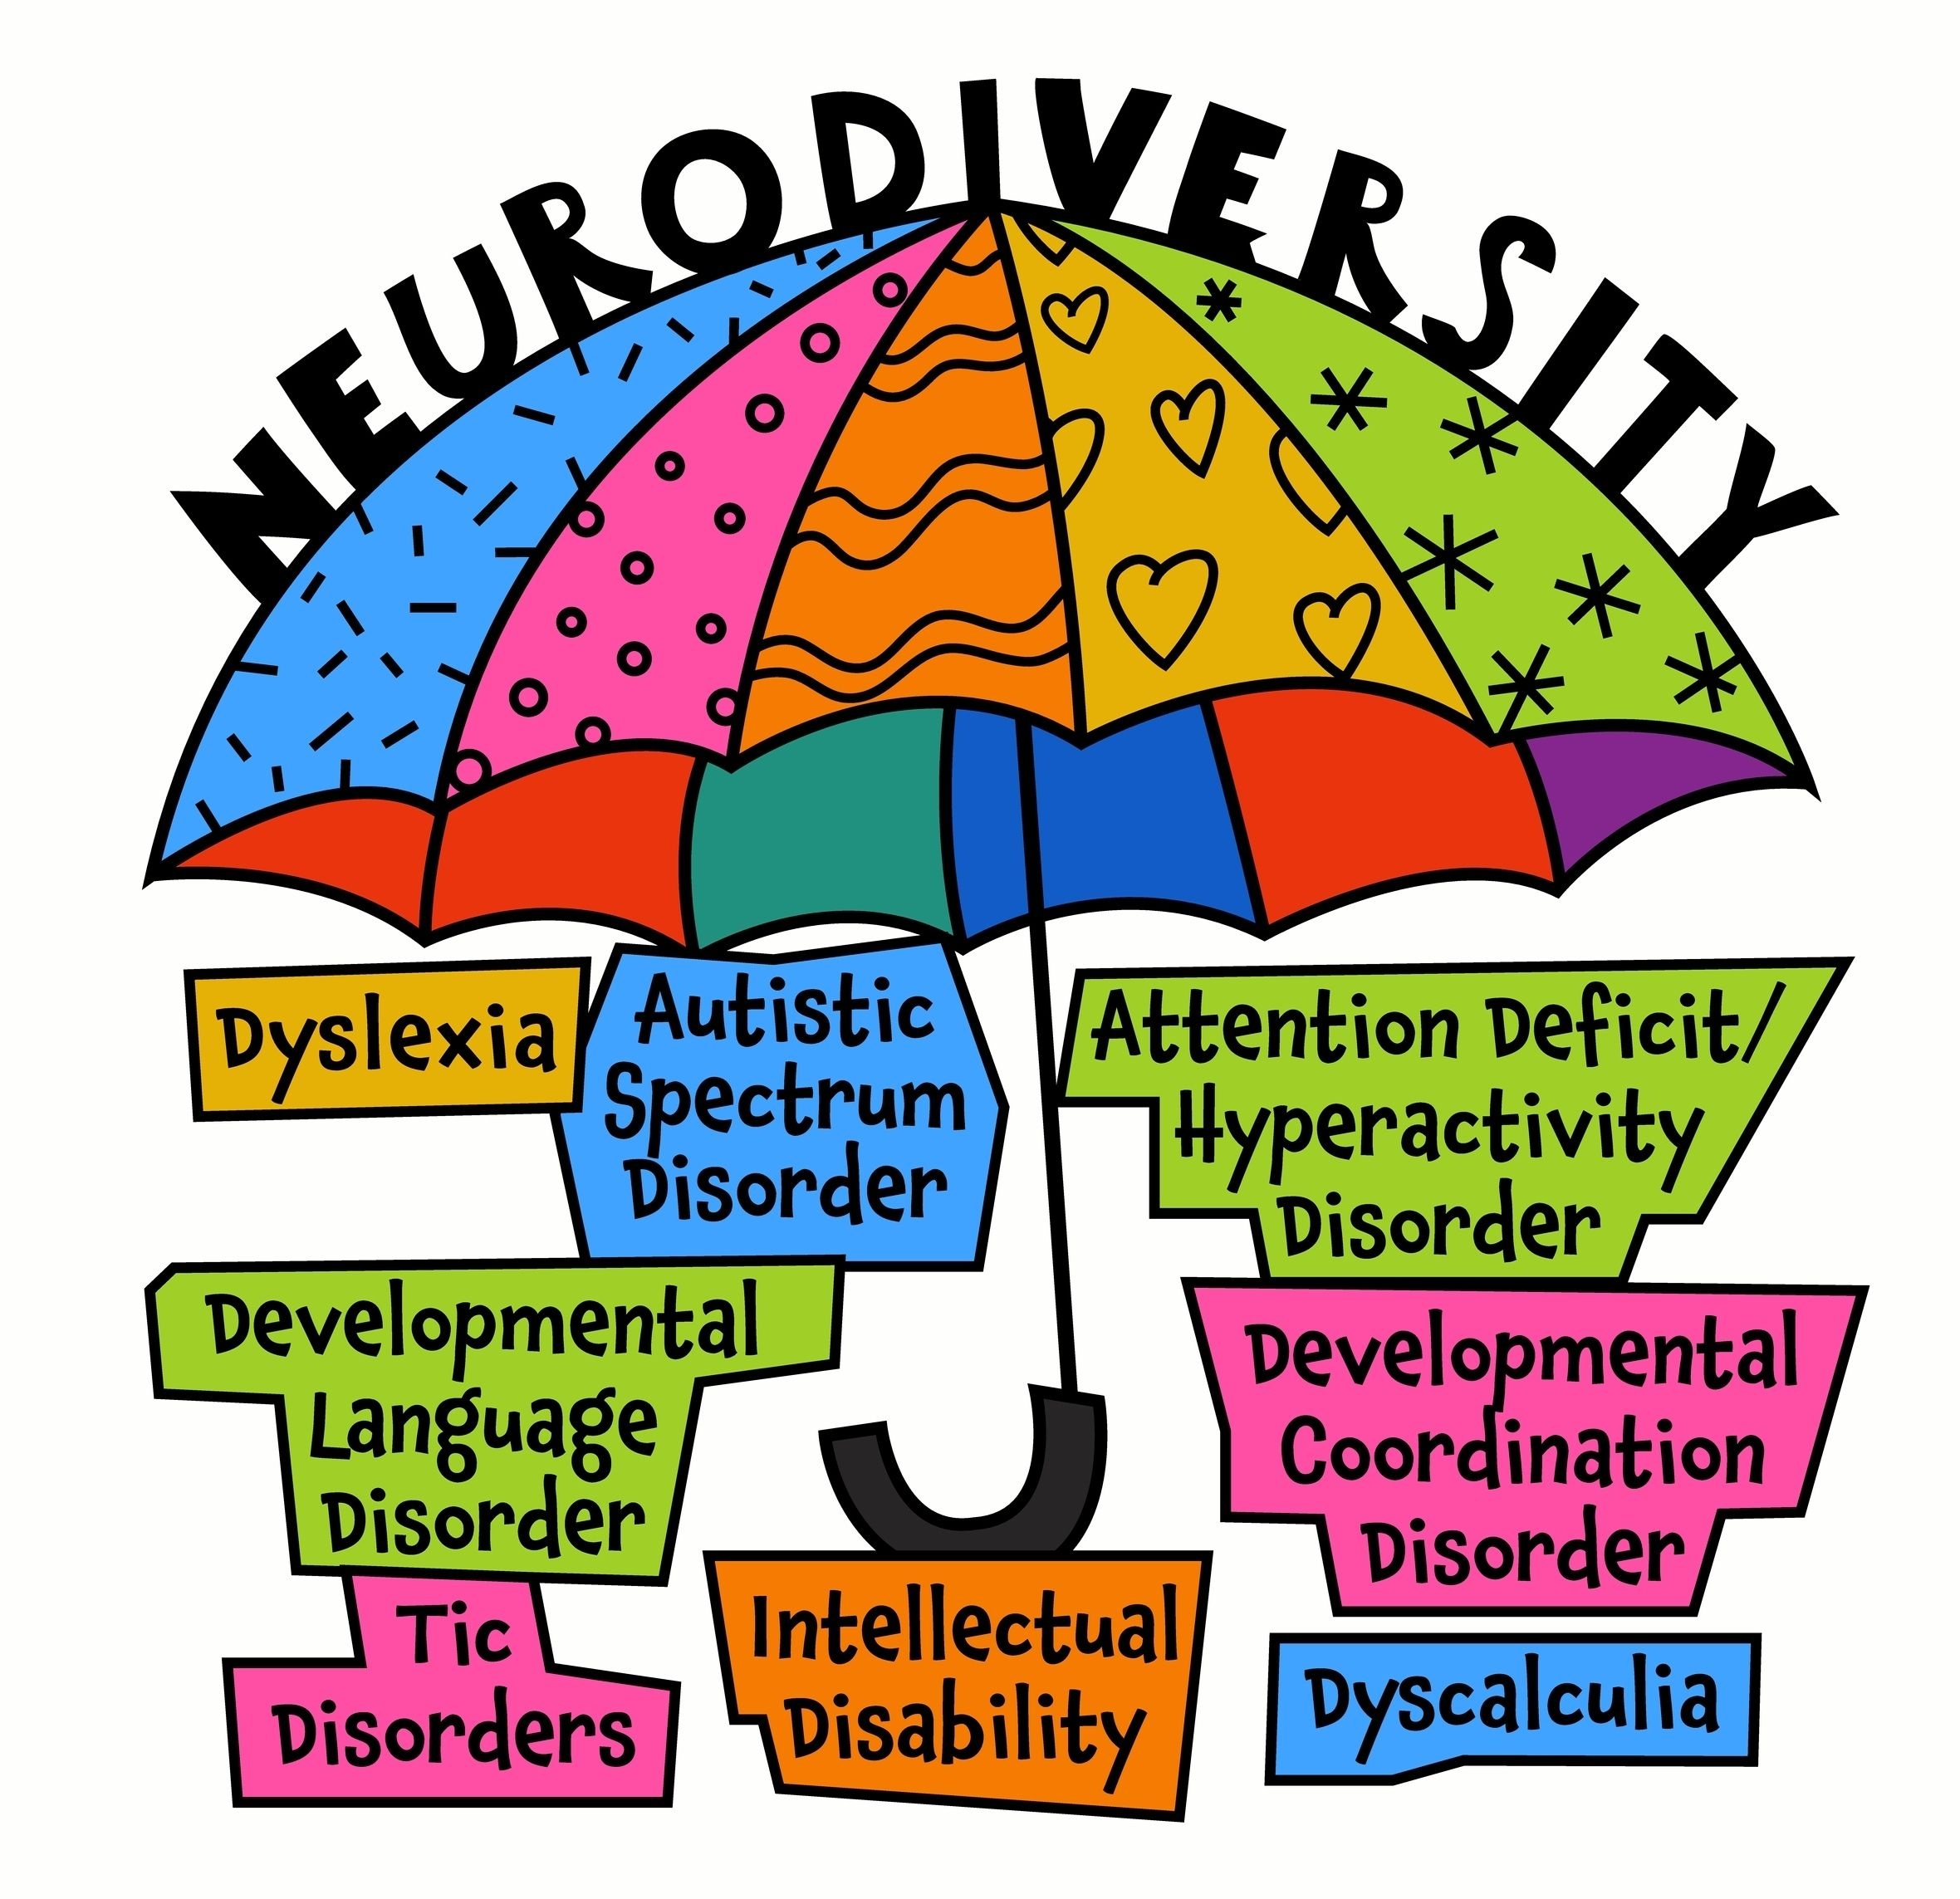 NEURODIVERSITY
Dyslexia
Autistic
Spectrum
Disorder
Attention Deficit/
Hyperactivity
Disorder
Developmental
Language
Disorder
Developmental
Coordination
Disorder
Tic
Disorders
Intellectual
Disability
Dyscalculia